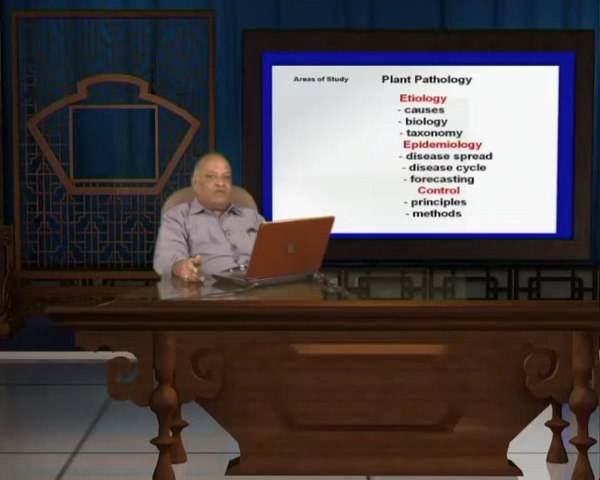 Areas of Study
Plant Pathology
Etiology
- causes
- biology
- taxonomy
Epidemiology
- disease spread
- disease cycle
- forecasting
Control
- principles
- methods